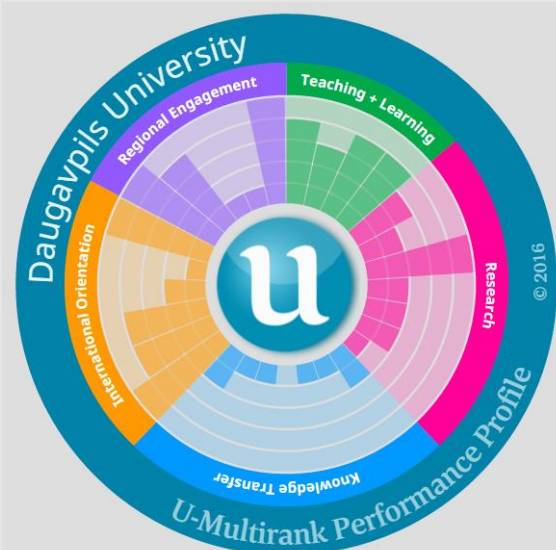 Daugavpils University
Regional Engagement
Teaching + Learning
International Orientation
u
Research
© 2016
Knowledge Transfer
U-Multirank Performance Profile